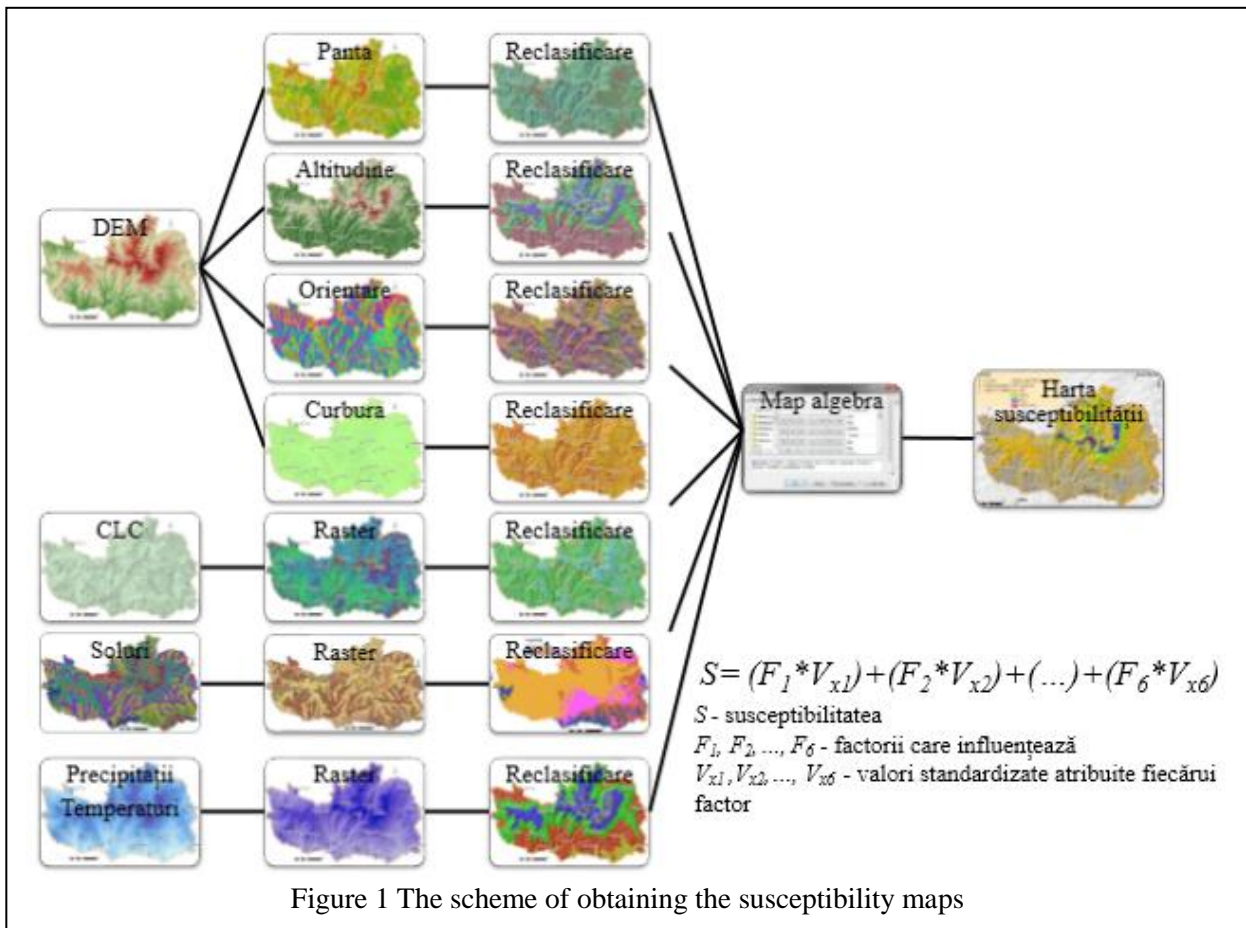 Panta
Reclasificare
Altitudine
Reclasificare
DEM
Orientare
Reclasificare
Curbura
Reclasificare
Map algebra
Harta
susceptibilității
CLC
Raster
Reclasificare
Soluri
Raster
Reclasificare
Precipitații
Temperaturi
Raster
Reclasificare
S= (F₁*Vₓ₁)+(F₂*Vₓ₂)+(...)+(F₆*Vₓ₆)
S - susceptibilitatea
F₁, F₂, ..., F₆ - factorii care influențează
Vₓ₁, Vₓ₂, ..., Vₓ₆ - valori standardizate atribuite fiecărui
factor
Figure 1 The scheme of obtaining the susceptibility maps